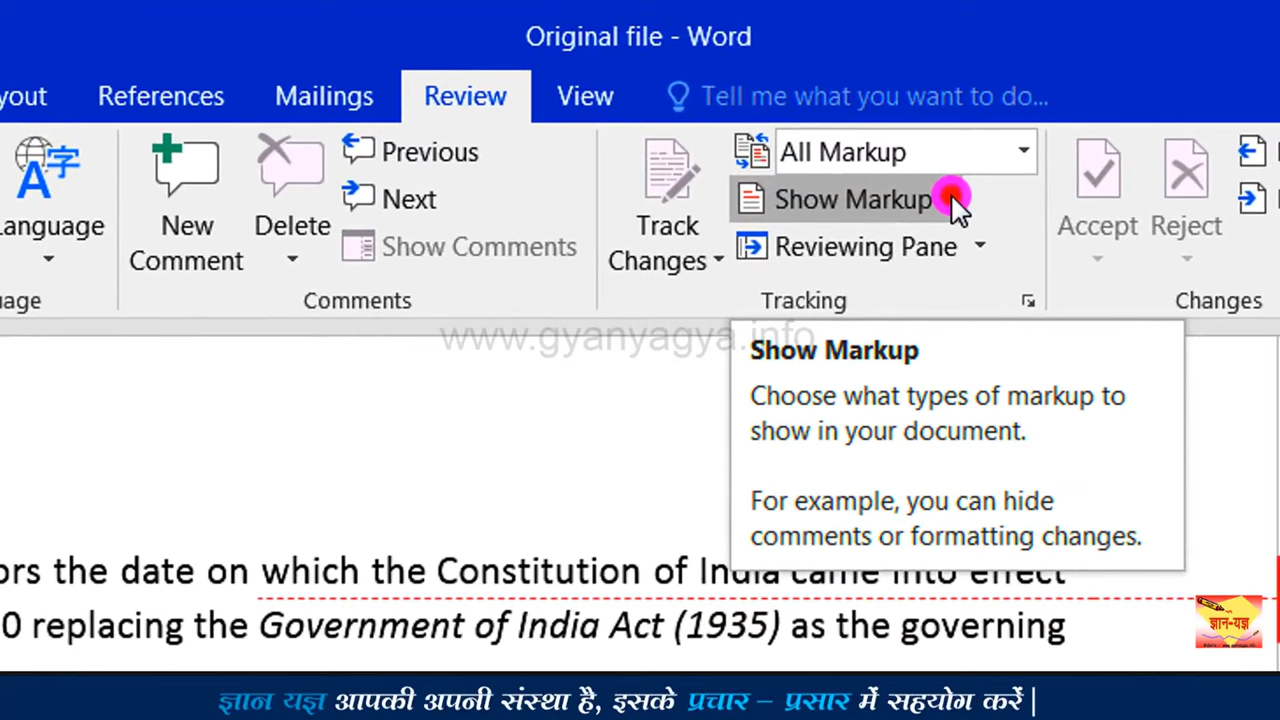 Original file - Word
yout References Mailings Review View Tell me what you want to do...
Language
New Comment
Delete
Previous
Next
Show Comments
Track Changes
All Markup
Show Markup
Reviewing Pane
Accept Reject
uage Comments Tracking Changes
www.gyanyagya.info
Show Markup
Choose what types of markup to
show in your document.
For example, you can hide
comments or formatting changes.
ors the date on which the Constitution of India came into effect
0 replacing the Government of India Act (1935) as the governing
ज्ञान-यज्ञ
ज्ञान यज्ञ आपकी अपनी संस्था है, इसके प्रचार – प्रसार में सहयोग करें|